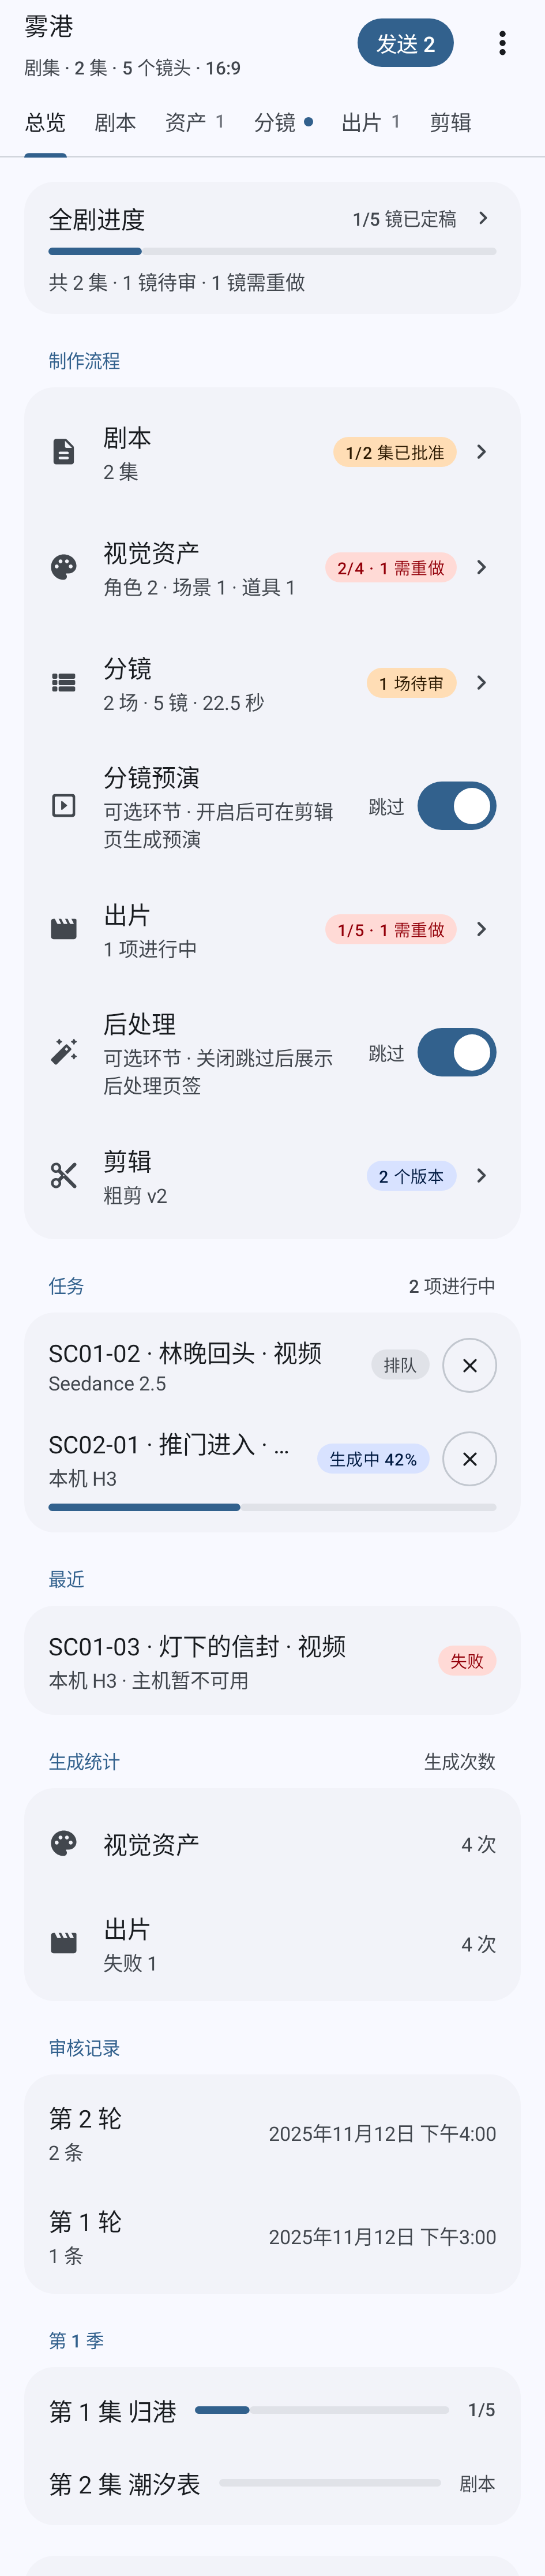 雾港
发送 2
剧集 · 2 集 · 5 个镜头 · 16:9
总览 剧本 资产 1 分镜 出片 1 剪辑
全剧进度 1/5 镜已定稿
共 2 集 · 1 镜待审 · 1 镜需重做
制作流程
剧本
2 集
1/2 集已批准
视觉资产
角色 2 · 场景 1 · 道具 1
2/4 · 1 需重做
分镜
2 场 · 5 镜 · 22.5 秒
1 场待审
分镜预演
可选环节 · 开启后可在剪辑
页生成预演
跳过
出片
1 项进行中
1/5 · 1 需重做
后处理
可选环节 · 关闭跳过后展示
后处理页签
跳过
剪辑
粗剪 v2
2 个版本
任务 2 项进行中
SC01-02 · 林晚回头 · 视频
Seedance 2.5
排队
SC02-01 · 推门进入 · ...
本机 H3
生成中 42%
最近
SC01-03 · 灯下的信封 · 视频
本机 H3 · 主机暂不可用
失败
生成统计 生成次数
视觉资产 4 次
出片
失败 1
4 次
审核记录
第 2 轮
2 条
2025年11月12日 下午4:00
第 1 轮
1 条
2025年11月12日 下午3:00
第 1 季
第 1 集 归港 1/5
第 2 集 潮汐表 剧本